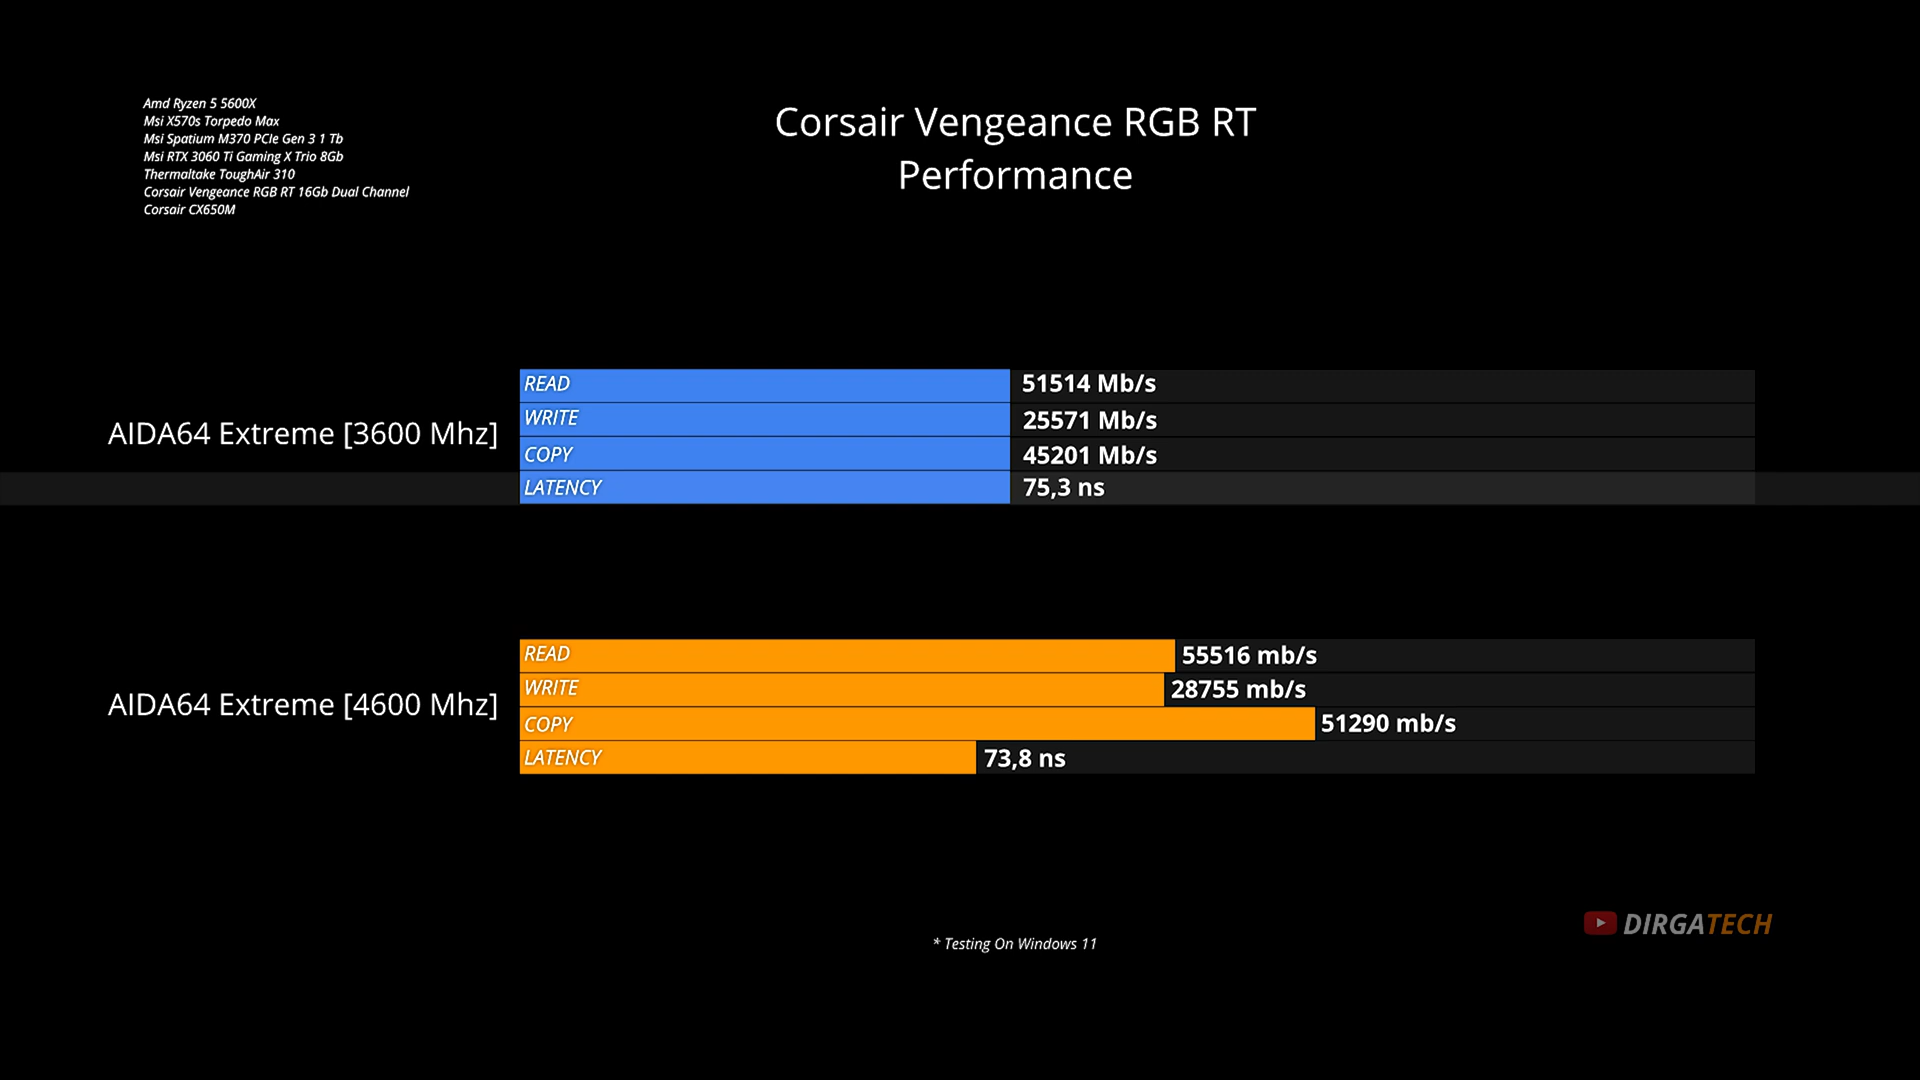 Amd Ryzen 5 5600X
Msi X570s Torpedo Max
Msi Spatium M370 PCIe Gen 3 1 Tb
Msi RTX 3060 Ti Gaming X Trio 8Gb
Thermaltake ToughAir 310
Corsair Vengeance RGB RT 16Gb Dual Channel
Corsair CX650M
Corsair Vengeance RGB RT
Performance
AIDA64 Extreme [3600 Mhz]
READ 51514 Mb/s
WRITE 25571 Mb/s
COPY 45201 Mb/s
LATENCY 75,3 ns
AIDA64 Extreme [4600 Mhz]
READ 55516 mb/s
WRITE 28755 mb/s
COPY 51290 mb/s
LATENCY 73,8 ns
DIRGATECH
* Testing On Windows 11